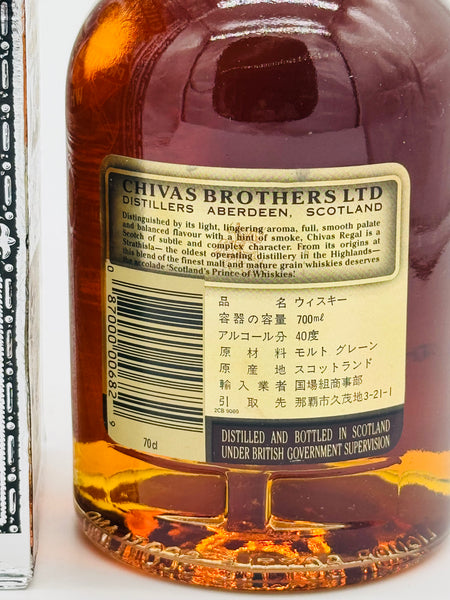 CHIVAS BROTHERS LTD
DISTILLERS ABERDEEN, SCOTLAND
Distinguished by its light, lingering aroma, full, smooth palate
and balanced flavour with a hint of smoke, Chivas Regal is a
Scotch of subtle and complex character. From its origins at
Strathisla— the oldest operating distillery in the Highlands—
this blend of the finest malt and mature grain whiskies deserves
the accolade 'Scotland's Prince of Whiskies'.
0 87000 00682 9
70cl
品名 ウィスキー
容器の容量 700ml
アルコール分 40度
原材料 モルト グレーン
原産地 スコットランド
輸入業者 国場組商事部
引取先 那覇市久茂地3-21-1
2CB 9005
DISTILLED AND BOTTLED IN SCOTLAND
UNDER BRITISH GOVERNMENT SUPERVISION